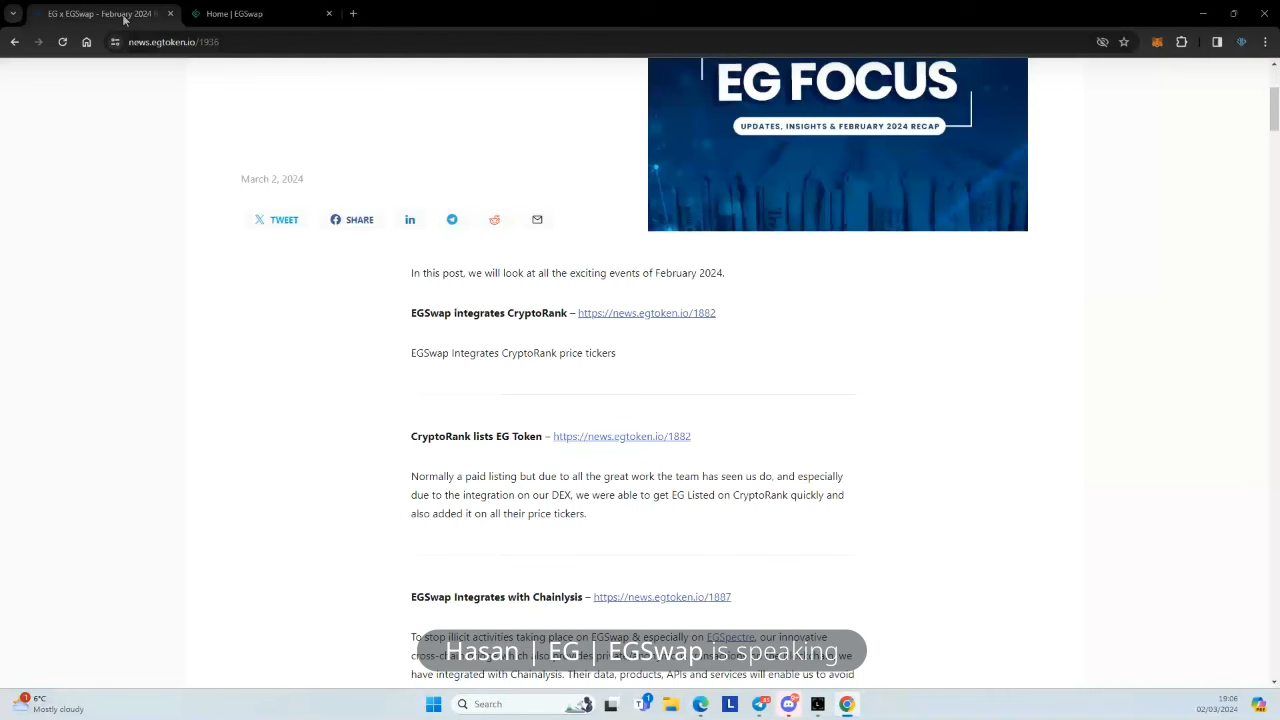 EG x EGSwap - February 2024
Home | EGSwap
news.egtoken.io/1936
EG FOCUS
UPDATES, INSIGHTS & FEBRUARY 2024 RECAP
March 2, 2024
TWEET
SHARE
In this post, we will look at all the exciting events of February 2024.
EGSwap integrates CryptoRank – https://news.egtoken.io/1882
EGSwap Integrates CryptoRank price tickers
CryptoRank lists EG Token – https://news.egtoken.io/1882
Normally a paid listing but due to all the great work the team has seen us do, and especially
due to the integration on our DEX, we were able to get EG Listed on CryptoRank quickly and
also added it on all their price tickers.
EGSwap Integrates with Chainlysis – https://news.egtoken.io/1887
To stop illicit activities taking place on EGSwap & especially on EGSpectre, our innovative
Hasan | EG | EGSwap is speaking
have integrated with Chainalysis. Their data, products, APIs and services will enable us to avoid
6°C
Mostly cloudy
Search
19:06
02/03/2024